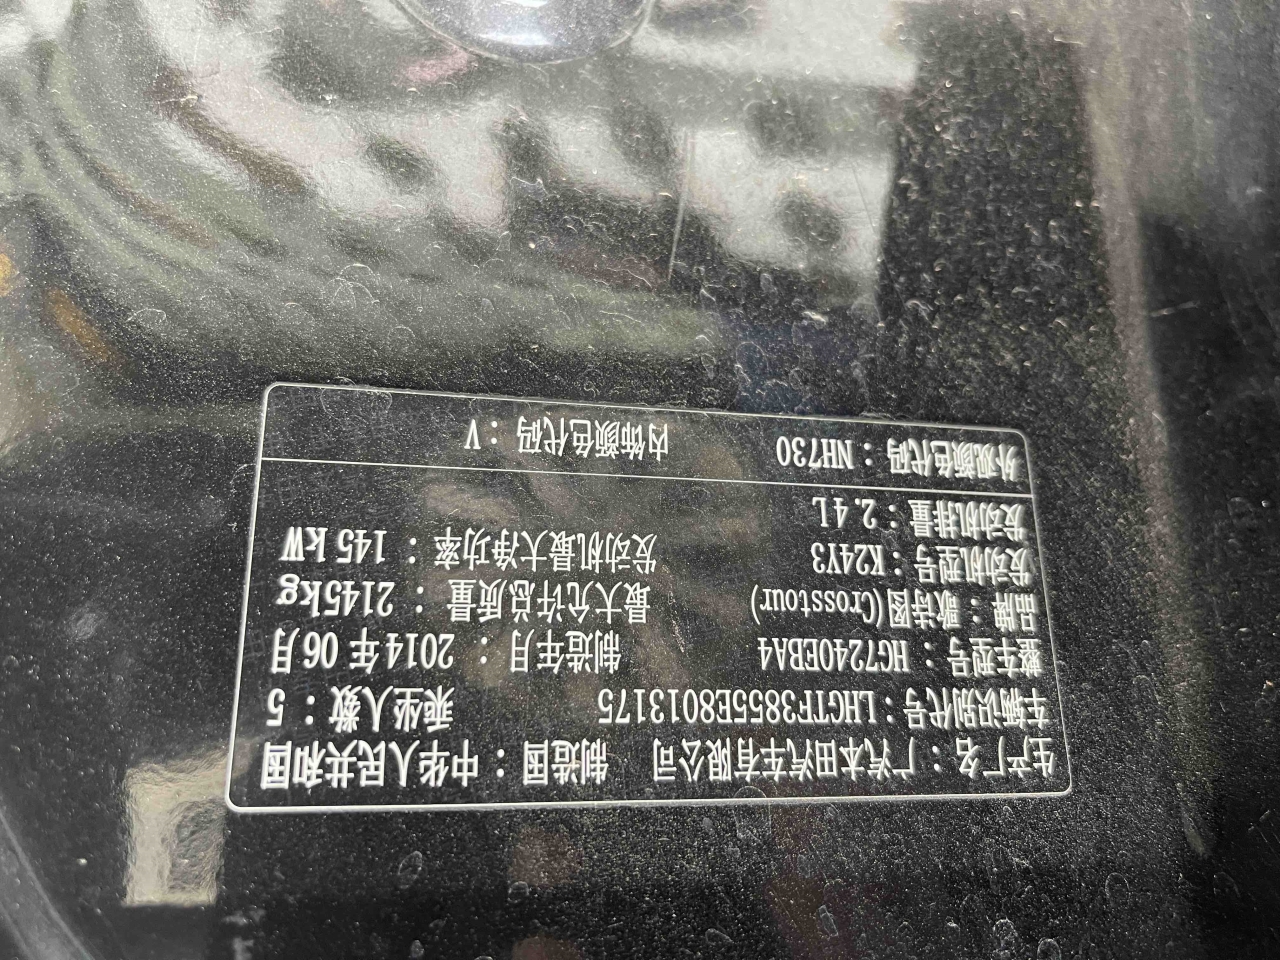 生产厂名：广汽本田汽车有限公司 制造国：中华人民共和国
车辆识别代号：LHGTF3855E8013175 乘坐人数：5
整车型号：HG7240EBA4 制造年月：2014年06月
品牌：歌诗图(Crosstour) 最大允许总质量：2145kg
发动机型号：K24Y3 发动机最大净功率：145kW
发动机排量：2.4L
外观颜色代码：NH730 内饰颜色代码：V